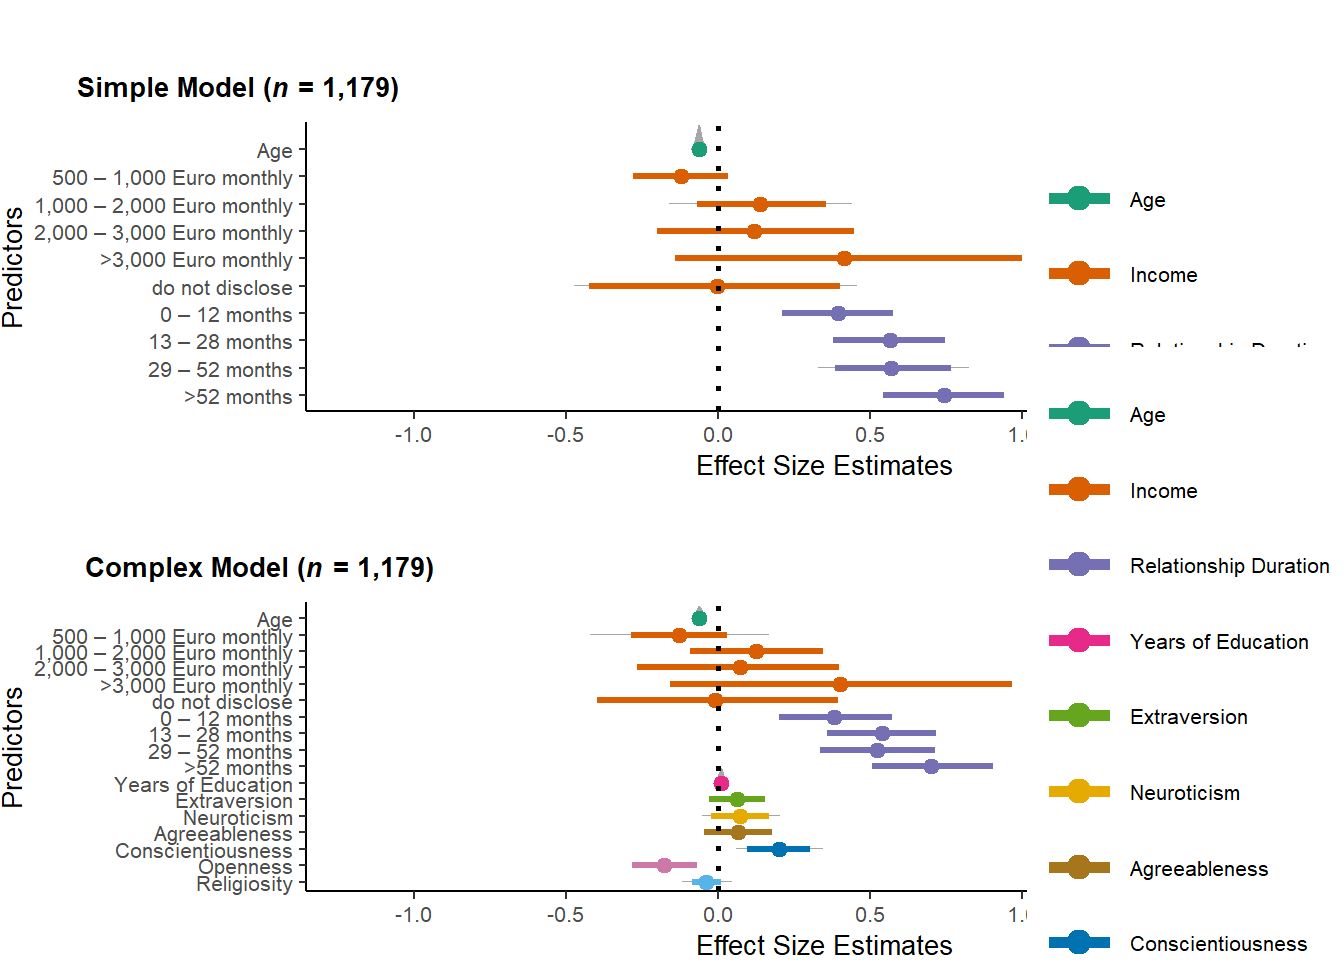 Simple Model (n = 1,179)
Predictors
Age
500 – 1,000 Euro monthly
1,000 – 2,000 Euro monthly
2,000 – 3,000 Euro monthly
>3,000 Euro monthly
do not disclose
0 – 12 months
13 – 28 months
29 – 52 months
>52 months
-1.0 -0.5 0.0 0.5 1.0
Effect Size Estimates
Age
Income
Relationship Duration
Age
Income
Relationship Duration
Years of Education
Extraversion
Neuroticism
Agreeableness
Conscientiousness
Complex Model (n = 1,179)
Predictors
Age
500 – 1,000 Euro monthly
1,000 – 2,000 Euro monthly
2,000 – 3,000 Euro monthly
>3,000 Euro monthly
do not disclose
0 – 12 months
13 – 28 months
29 – 52 months
>52 months
Years of Education
Extraversion
Neuroticism
Agreeableness
Conscientiousness
Openness
Religiosity
-1.0 -0.5 0.0 0.5 1.0
Effect Size Estimates